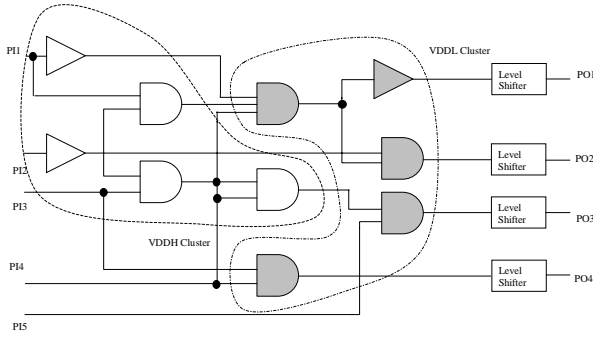 PI1
VDDL Cluster
Level
Shifter
PO1
PI2
Level
Shifter
PO2
PI3
Level
Shifter
PO3
VDDH Cluster
PI4
Level
Shifter
PO4
PI5